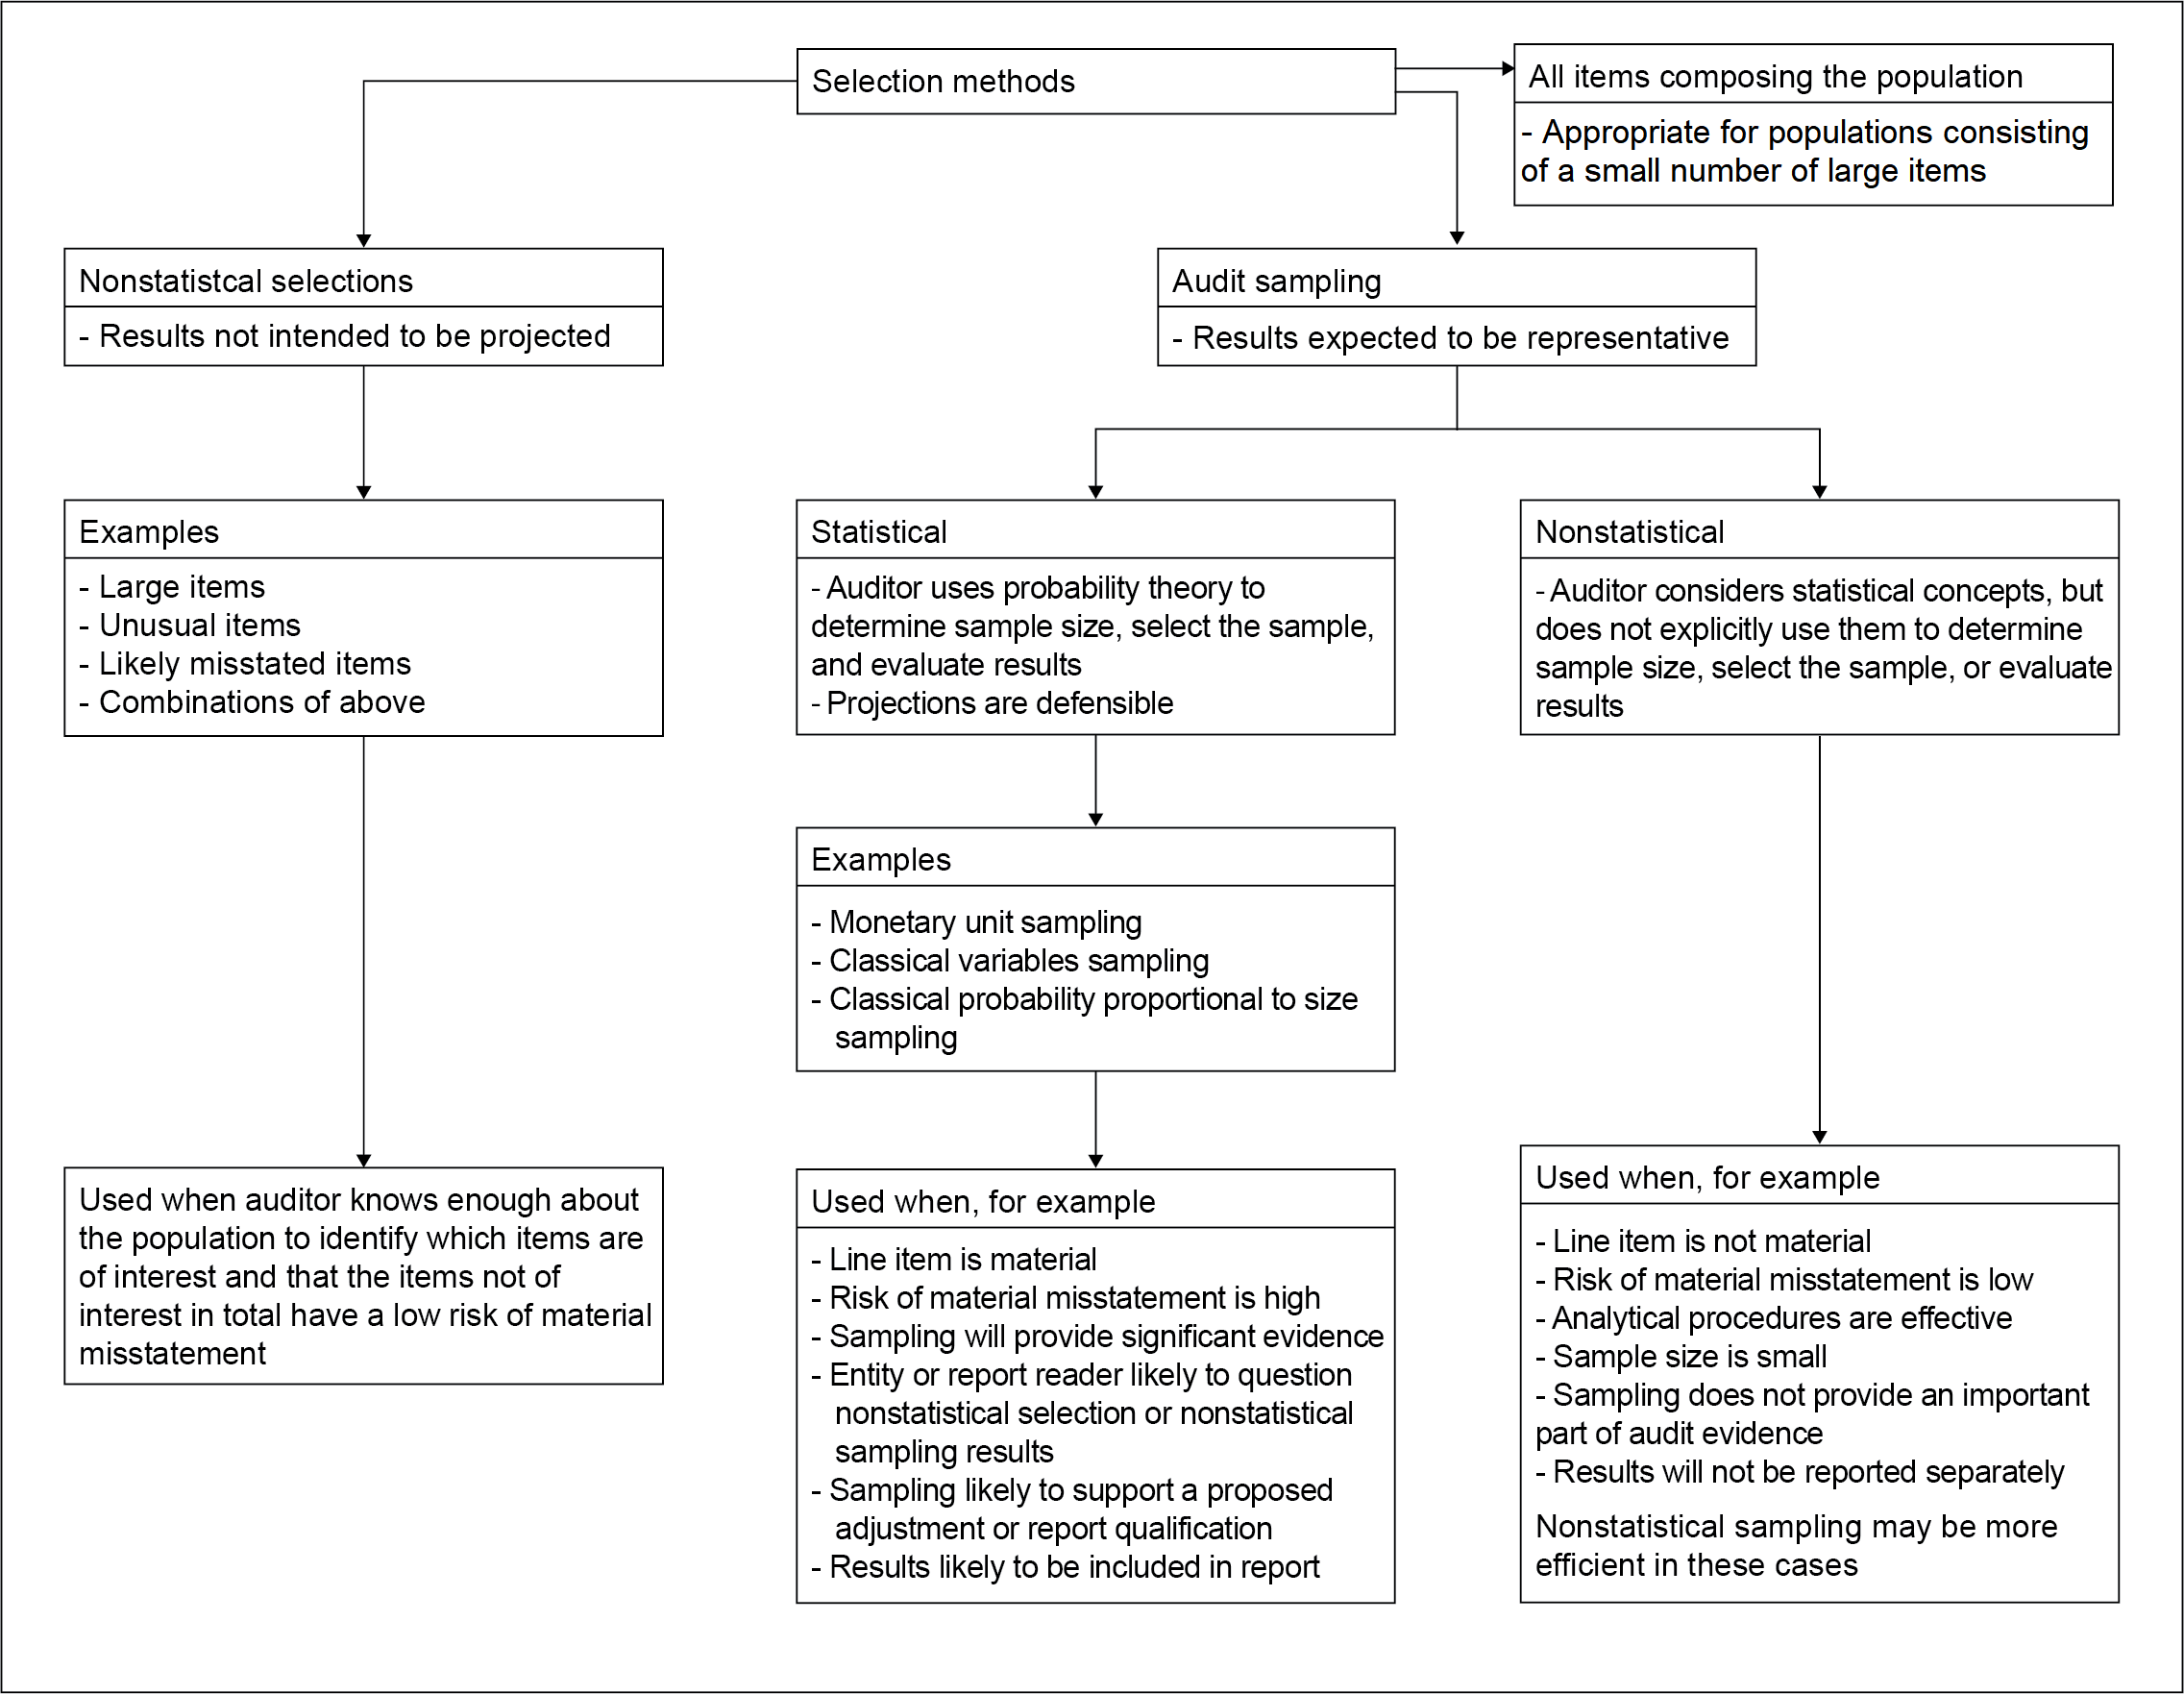 Selection methods
All items composing the population
- Appropriate for populations consisting
of a small number of large items
Nonstatistcal selections
- Results not intended to be projected
Audit sampling
- Results expected to be representative
Examples
- Large items
- Unusual items
- Likely misstated items
- Combinations of above
Statistical
- Auditor uses probability theory to
determine sample size, select the sample,
and evaluate results
- Projections are defensible
Nonstatistical
- Auditor considers statistical concepts, but
does not explicitly use them to determine
sample size, select the sample, or evaluate
results
Examples
- Monetary unit sampling
- Classical variables sampling
- Classical probability proportional to size
sampling
Used when auditor knows enough about
the population to identify which items are
of interest and that the items not of
interest in total have a low risk of material
misstatement
Used when, for example
- Line item is material
- Risk of material misstatement is high
- Sampling will provide significant evidence
- Entity or report reader likely to question
nonstatistical selection or nonstatistical
sampling results
- Sampling likely to support a proposed
adjustment or report qualification
- Results likely to be included in report
Used when, for example
- Line item is not material
- Risk of material misstatement is low
- Analytical procedures are effective
- Sample size is small
- Sampling does not provide an important
part of audit evidence
- Results will not be reported separately
Nonstatistical sampling may be more
efficient in these cases